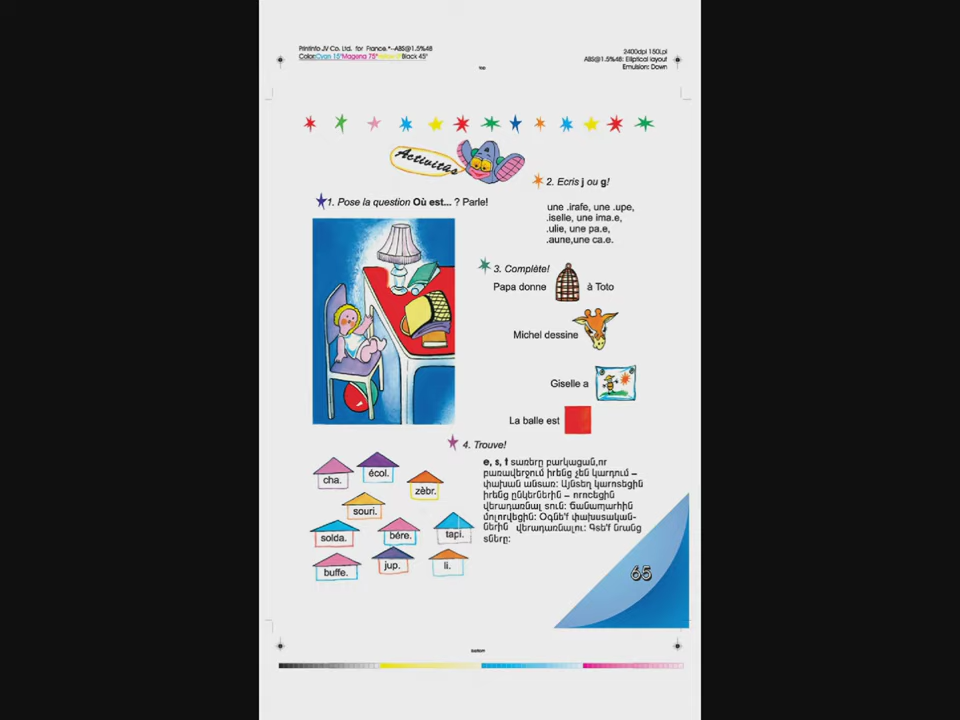 Printinfo JV Co. Ltd. for France.*--ABS@1.5%48
Color:Cyan 15°Magena 75°Yellow 0°Black 45°
2400dpi 150Lpi
ABS@1.5%48: Elliptical layout
Emulsion: Down
Activitūs
1. Pose la question Où est... ? Parle!
2. Ecris j ou g!
une .irafe, une .upe,
.iselle, une ima.e,
.ulie, une pa.e,
.aune,une ca.e.
3. Complète!
Papa donne à Toto
Michel dessine
Giselle a
La balle est
4. Trouve!
cha.
écol.
zèbr.
souri.
solda.
bére.
tapi.
buffe.
jup.
li.
e, s, t տառերը բարկացան,որ
բառավերջում իրենց չեն կարդում –
փախան անտառ: Այնտեղ կարոտեցին
իրենց ընկերներին – որոշեցին
վերադառնալ տուն: Ճանապարհին
մոլորվեցին: Օգնե՛ք փախստական-
ներին վերադառնալու: Գտե՛ք նրանց
տները:
65